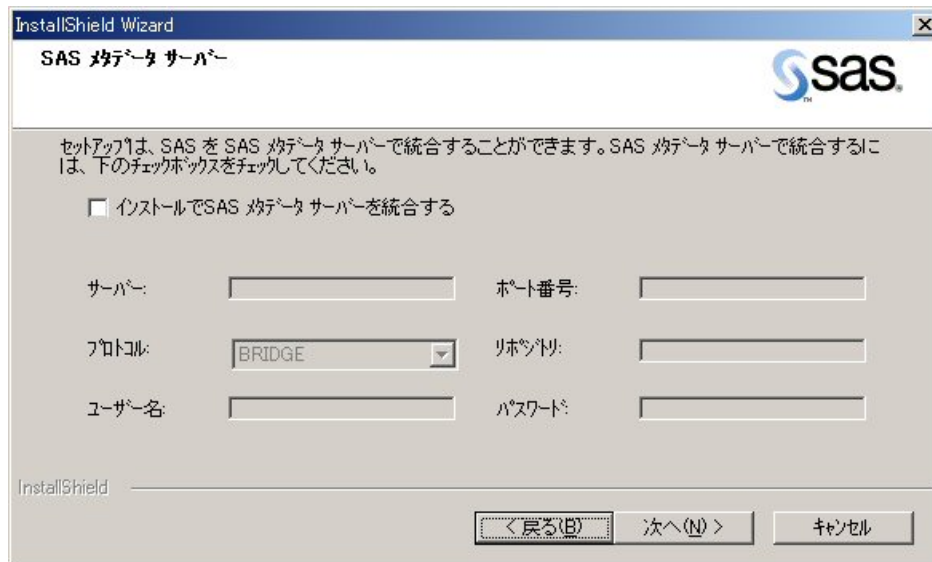 InstallShield Wizard
SAS メタデータ サーバー
sas
セットアップは、SAS を SAS メタデータ サーバーで統合することができます。SAS メタデータ サーバーで統合するに
は、下のチェックボックスをチェックしてください。
インストールでSAS メタデータ サーバーを統合する
サーバー: ポート番号:
プロトコル: BRIDGE リポジトリ:
ユーザー名: パスワード:
InstallShield
< 戻る(B) 次へ(N) > キャンセル